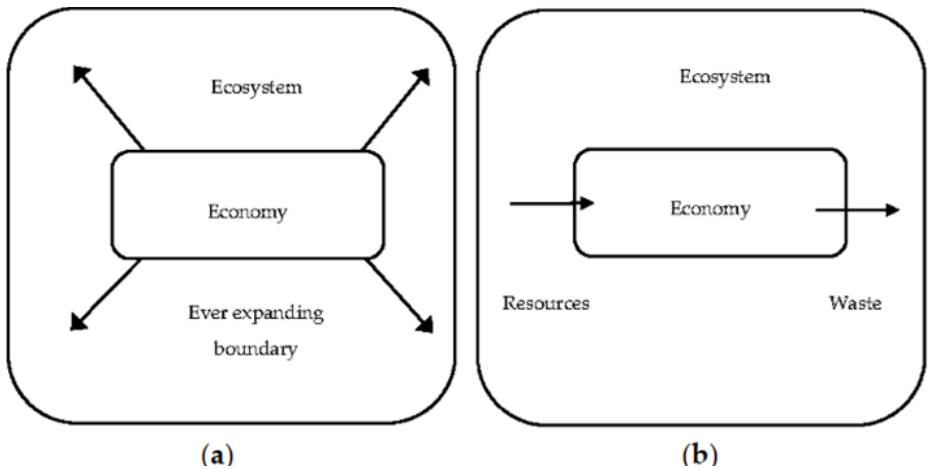 Ecosystem
Economy
Ever expanding
boundary
(a)
Ecosystem
Economy
Resources
Waste
(b)